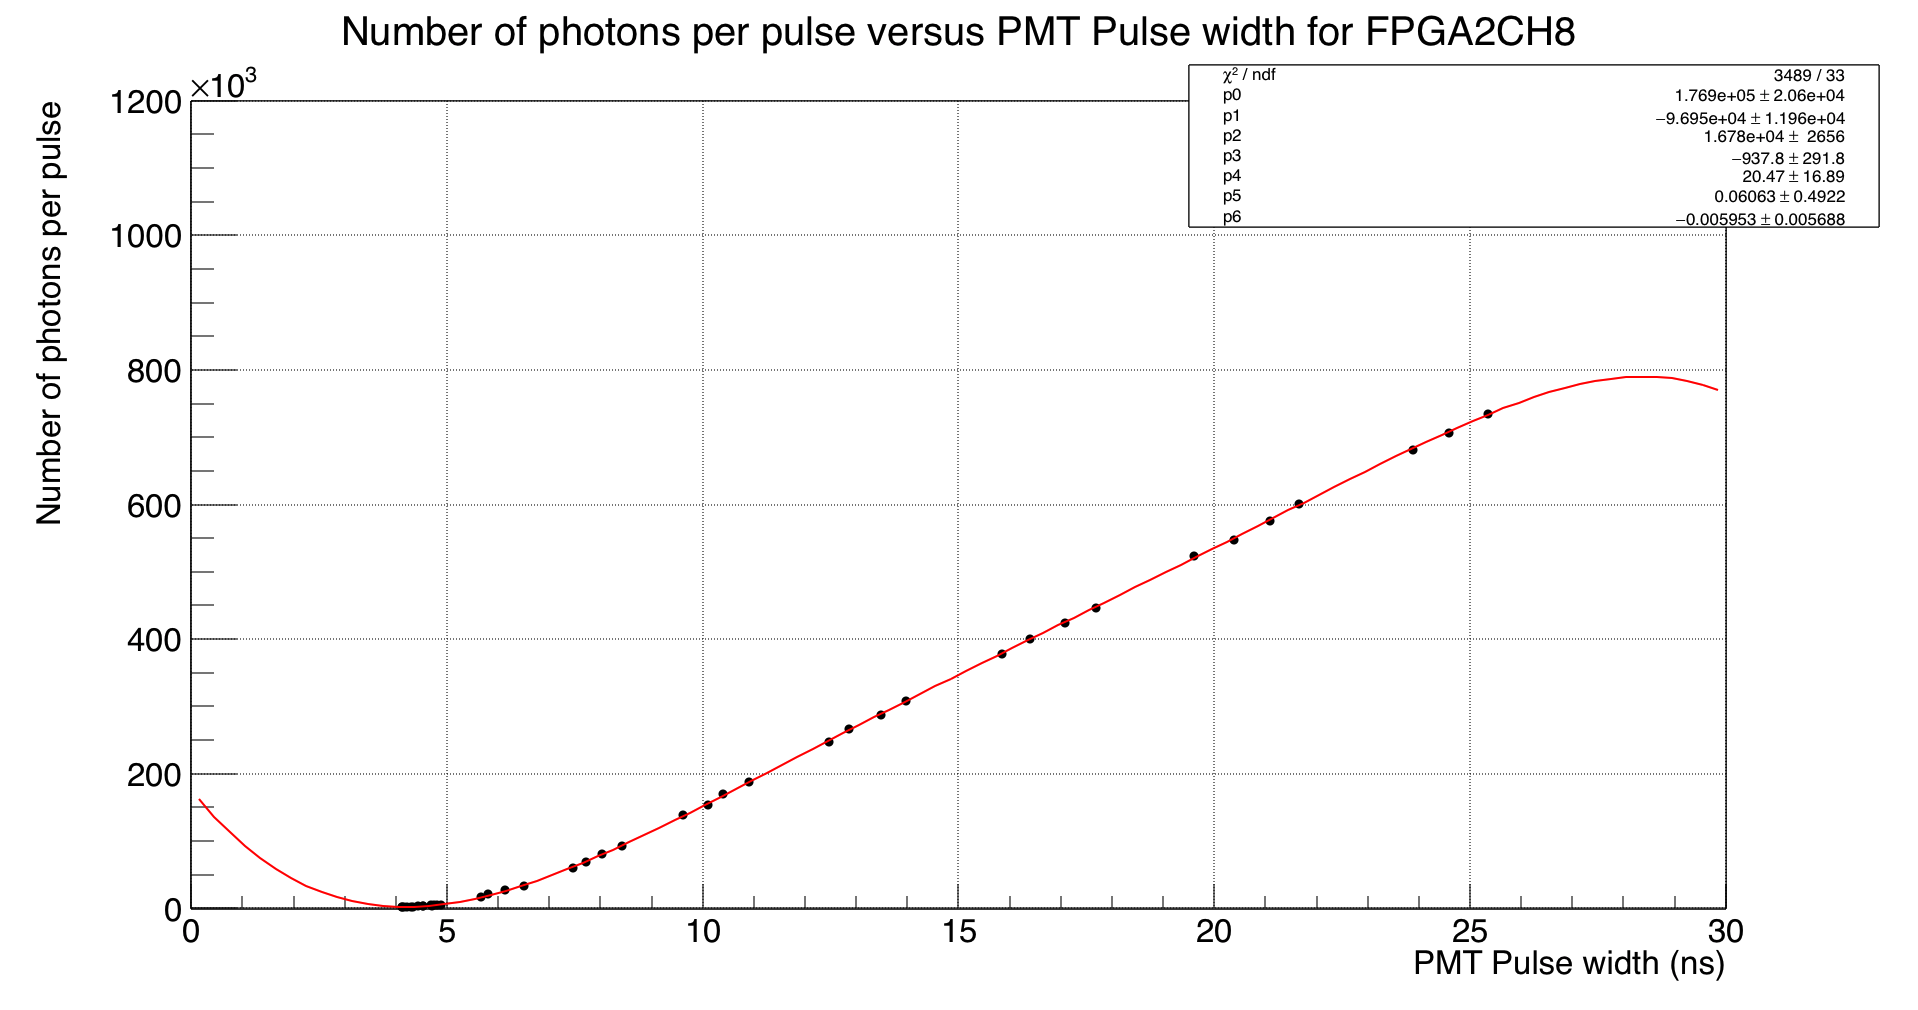 Number of photons per pulse versus PMT Pulse width for FPGA2CH8
×10³
χ² / ndf 3489 / 33
p0 1.769e+05 ± 2.06e+04
p1 −9.695e+04 ± 1.196e+04
p2 1.678e+04 ± 2656
p3 −937.8 ± 291.8
p4 20.47 ± 16.89
p5 0.06063 ± 0.4922
p6 −0.005953 ± 0.005688
Number of photons per pulse
1200
1000
800
600
400
200
0
0 5 10 15 20 25 30
PMT Pulse width (ns)